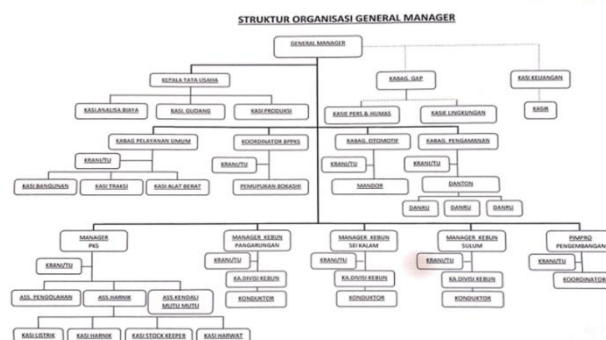 STRUKTUR ORGANISASI GENERAL MANAGER
GENERAL MANAGER
KEPALA TATA USAHA
KABAG. GAP
KASI KEUANGAN
KASI.ANALISA BIAYA
KASI. GUDANG
KASI PRODUKSI
KASIE PERS & HUMAS
KASIE LINGKUNGAN
KASIR
KABAG PELAYANAN UMUM
KOORDINATOR BPPKS
KABAG. OTOMOTIF
KABAG. PENGAMANAN
KRANI/TU
KRANI/TU
KRANI/TU
KRANI/TU
KASI BANGUNAN
KASI TRAKSI
KASI ALAT BERAT
PEMUPUKAN BOKASHI
MANDOR
DANTON
DANRU
DANRU
DANRU
MANAGER
PKS
MANAGER KEBUN
PANGARUNGAN
MANAGER KEBUN
SEI KALAM
MANAGER KEBUN
SULUM
PIMPRO
PENGEMBANGAN
KRANI/TU
KRANI/TU
KRANI/TU
KRANI/TU
KRANI/TU
KA.DIVISI KEBUN
KA.DIVISI KEBUN
KA.DIVISI KEBUN
KOORDINATOR
ASS. PENGOLAHAN
ASS.HARNIK
ASS.KENDALI
MUTU MUTU
KONDUKTOR
KONDUKTOR
KONDUKTOR
KASI LISTRIK
KASI HARNIK
KASI STOCK KEEPER
KASI HARWAT